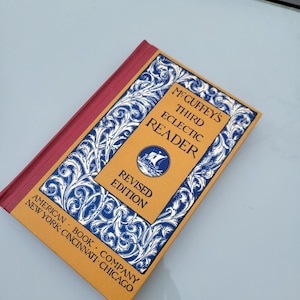 McGUFFEY'S
THIRD
ECLECTIC
READER
REVISED
EDITION
AMERICAN · BOOK · COMPANY
NEW YORK CINCINNATI CHICAGO